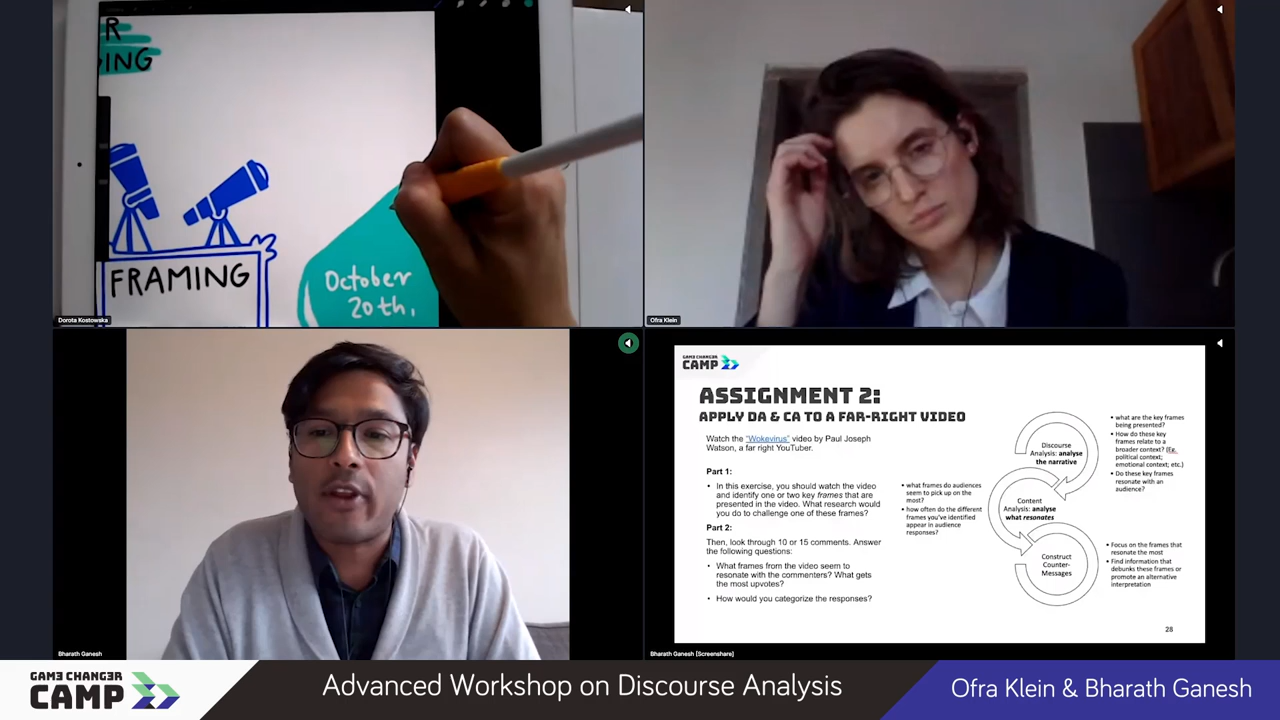 R
ING
FRAMING
October
20th,
Dorota Kostowska
Ofra Klein
Bharath Ganesh
GAME CHANGER
CAMP
ASSIGNMENT 2:
APPLY DA & CA TO A FAR-RIGHT VIDEO
Watch the "Wokevirus" video by Paul Joseph
Watson, a far right YouTuber.
Part 1:
• In this exercise, you should watch the video
and identify one or two key frames that are
presented in the video. What research would
you do to challenge one of these frames?
Part 2:
Then, look through 10 or 15 comments. Answer
the following questions:
• What frames from the video seem to
resonate with the commenters? What gets
the most upvotes?
• How would you categorize the responses?
• what frames do audiences
seem to pick up on the
most?
• how often do the different
frames you've identified
appear in audience
responses?
Discourse
Analysis: analyse
the narrative
Content
Analysis: analyse
what resonates
Construct
Counter-
Messages
• what are the key frames
being presented?
• How do these key
frames relate to a
broader context? (Eg.
political context;
emotional context; etc.)
• Do these key frames
resonate with an
audience?
• Focus on the frames that
resonate the most
• Find information that
debunks these frames or
promote an alternative
interpretation
28
Bharath Ganesh [Screenshare]
GAME CHANGER
CAMP
Advanced Workshop on Discourse Analysis
Ofra Klein & Bharath Ganesh